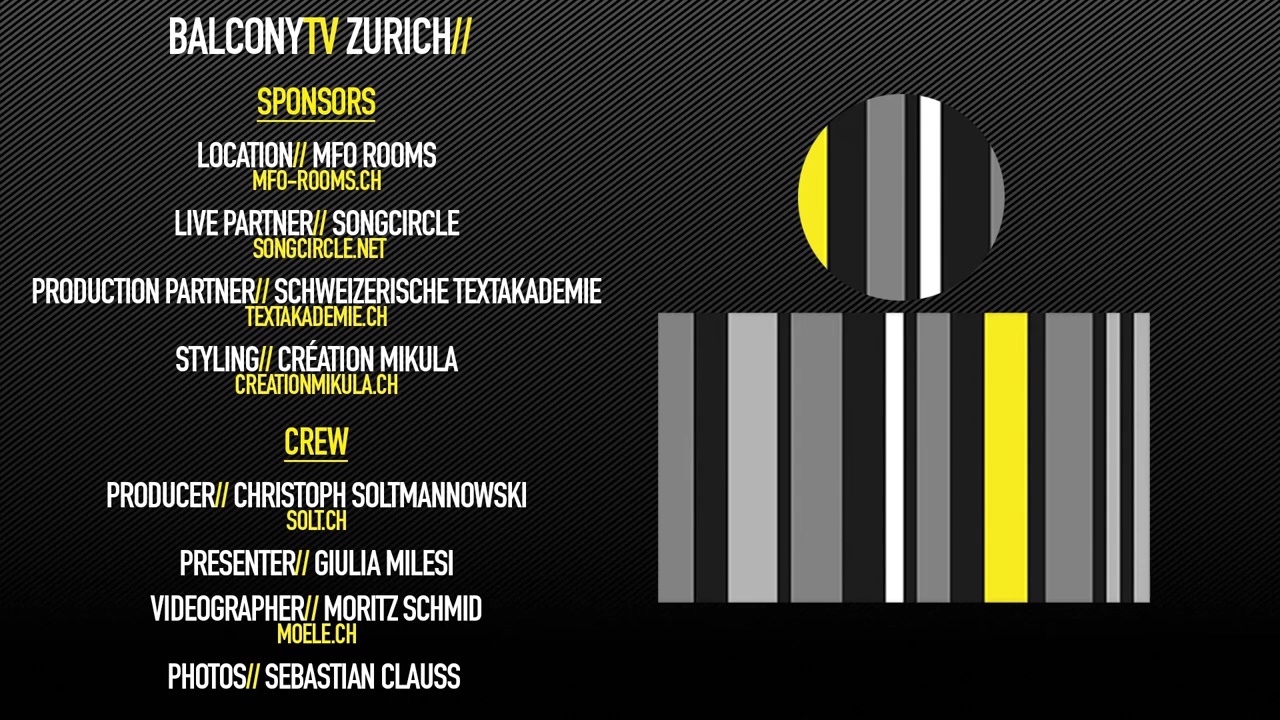 BALCONYTV ZURICH//
SPONSORS
LOCATION// MFO ROOMS
MFO-ROOMS.CH
LIVE PARTNER// SONGCIRCLE
SONGCIRCLE.NET
PRODUCTION PARTNER// SCHWEIZERISCHE TEXTAKADEMIE
TEXTAKADEMIE.CH
STYLING// CRÉATION MIKULA
CREATIONMIKULA.CH
CREW
PRODUCER// CHRISTOPH SOLTMANNOWSKI
SOLT.CH
PRESENTER// GIULIA MILESI
VIDEOGRAPHER// MORITZ SCHMID
MOELE.CH
PHOTOS// SEBASTIAN CLAUSS